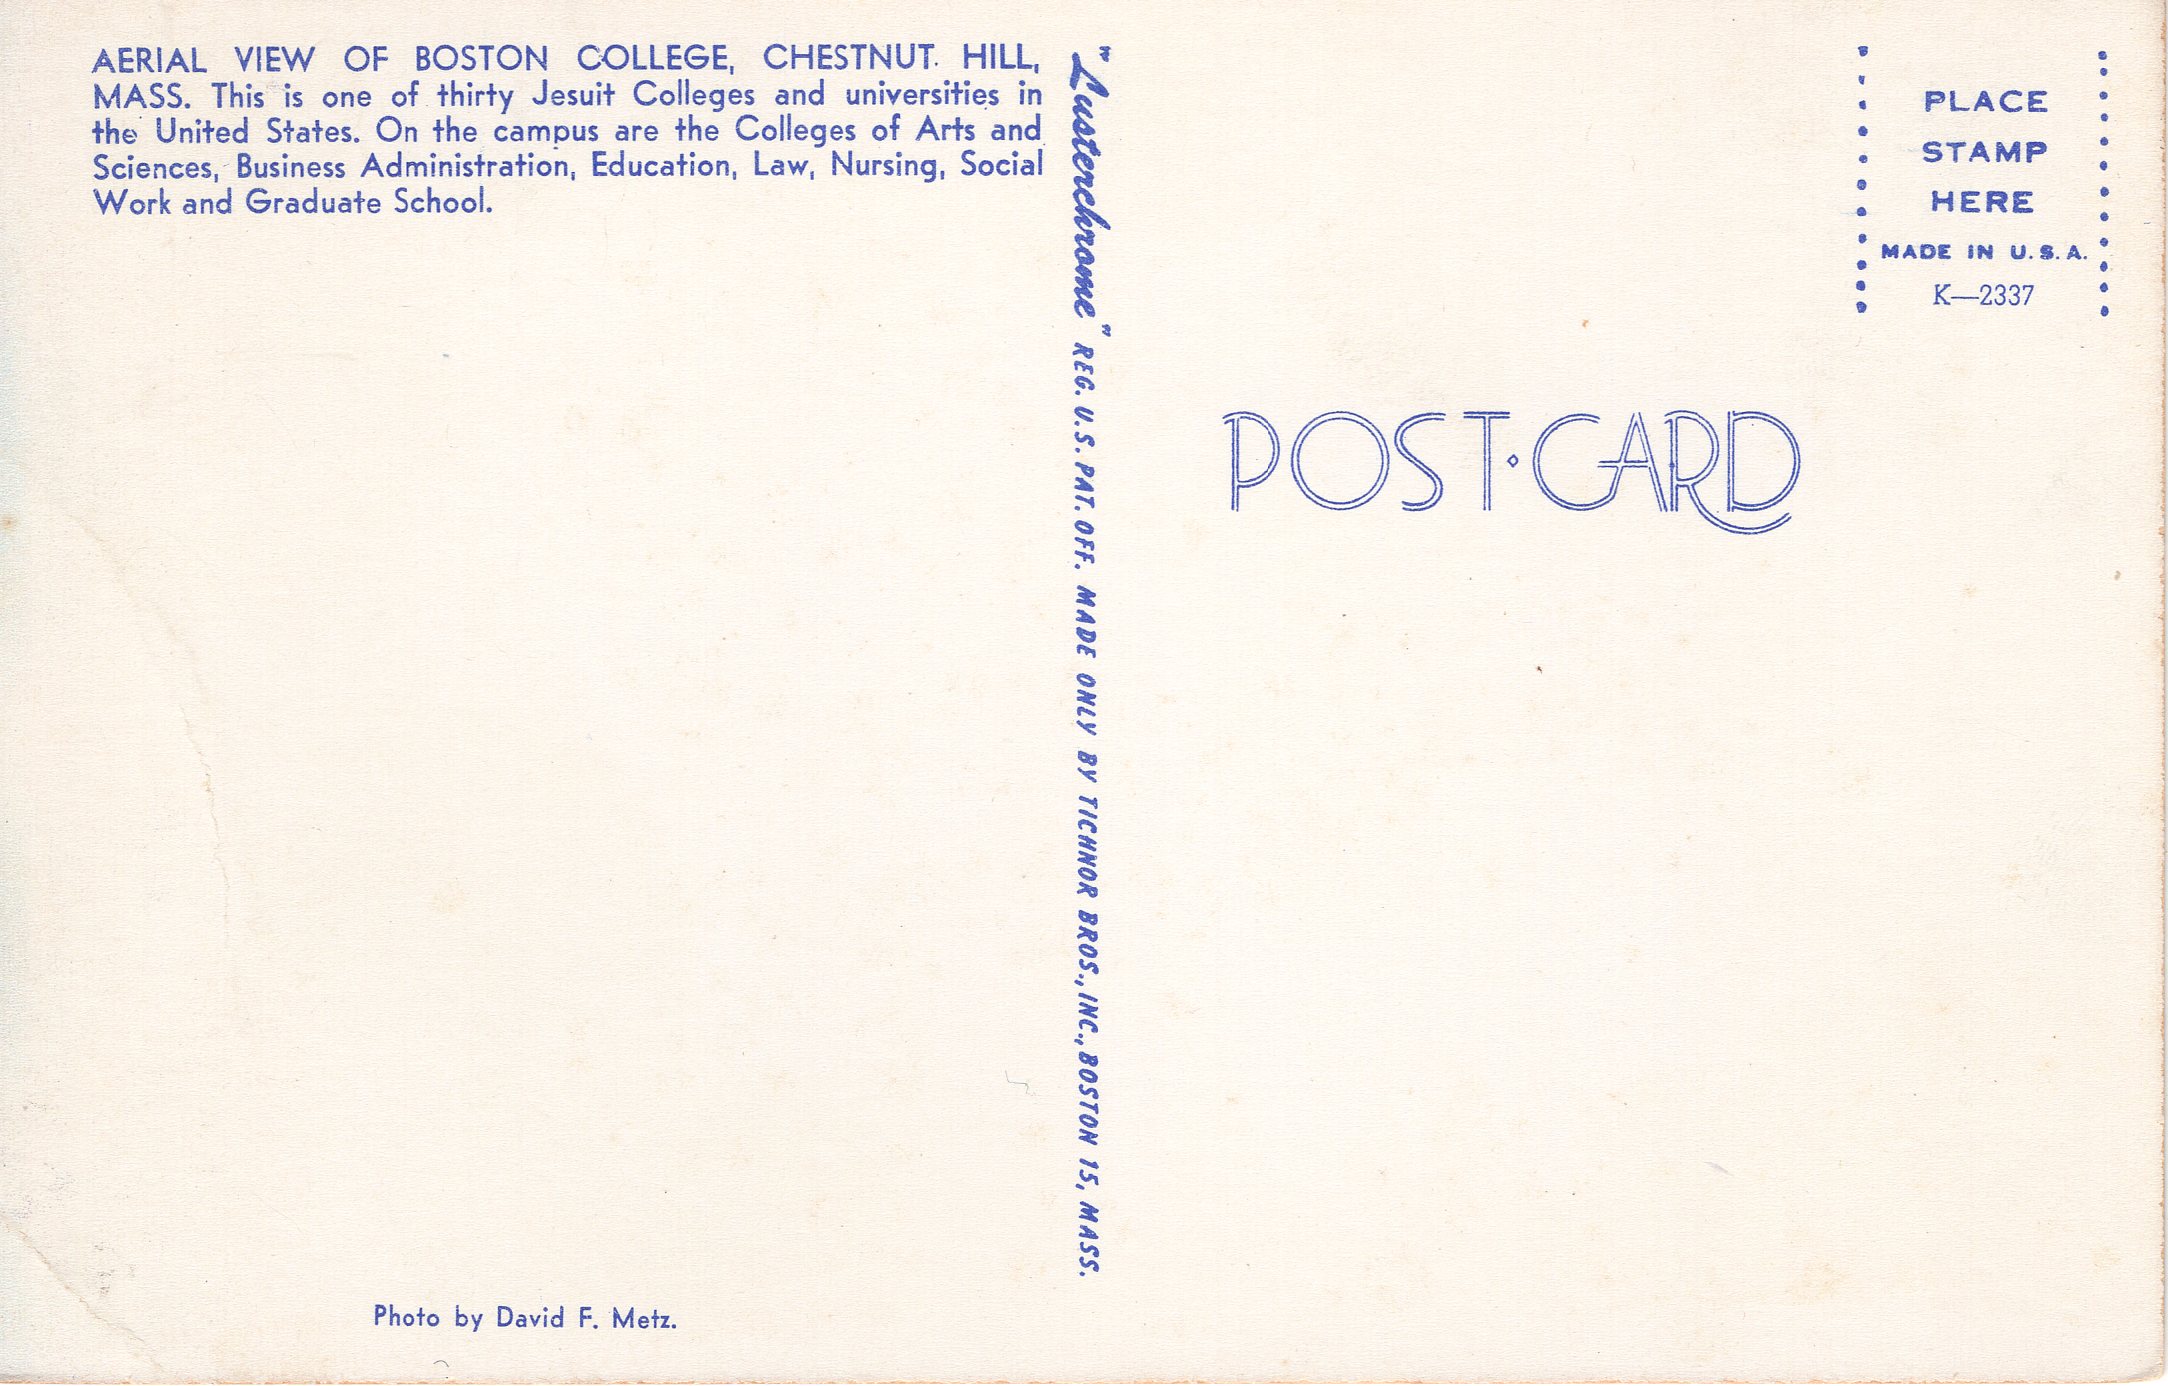 AERIAL VIEW OF BOSTON COLLEGE, CHESTNUT HILL,
MASS. This is one of thirty Jesuit Colleges and universities in
the United States. On the campus are the Colleges of Arts and
Sciences, Business Administration, Education, Law, Nursing, Social
Work and Graduate School.
Photo by David F. Metz.
"Lusterchrome" REG. U.S. PAT. OFF. MADE ONLY BY TICHNOR BROS., INC., BOSTON 15, MASS.
PLACE
STAMP
HERE
MADE IN U.S.A.
K—2337
POST·CARD